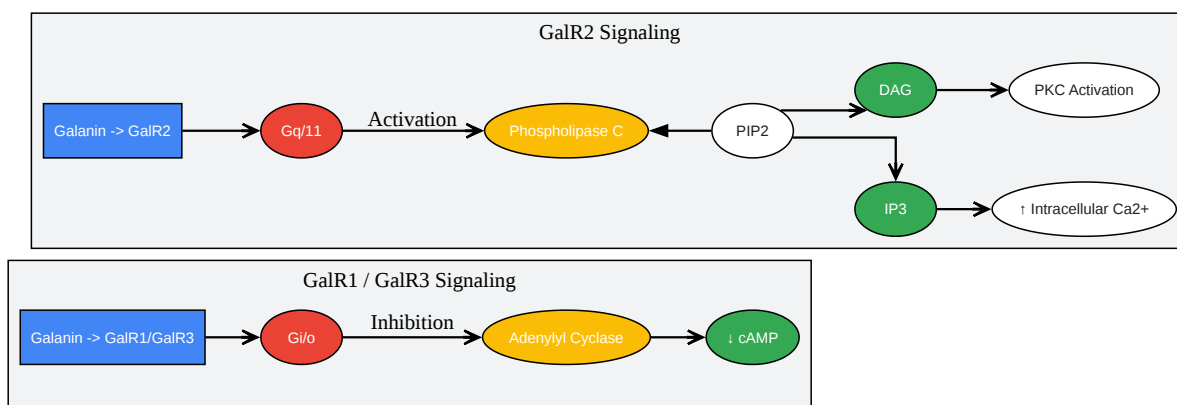 GalR2 Signaling
Galanin -> GalR2
Gq/11
Activation
Phospholipase C
PIP2
DAG
PKC Activation
IP3
↑ Intracellular Ca2+
GalR1 / GalR3 Signaling
Galanin -> GalR1/GalR3
Gi/o
Inhibition
Adenylyl Cyclase
↓ cAMP